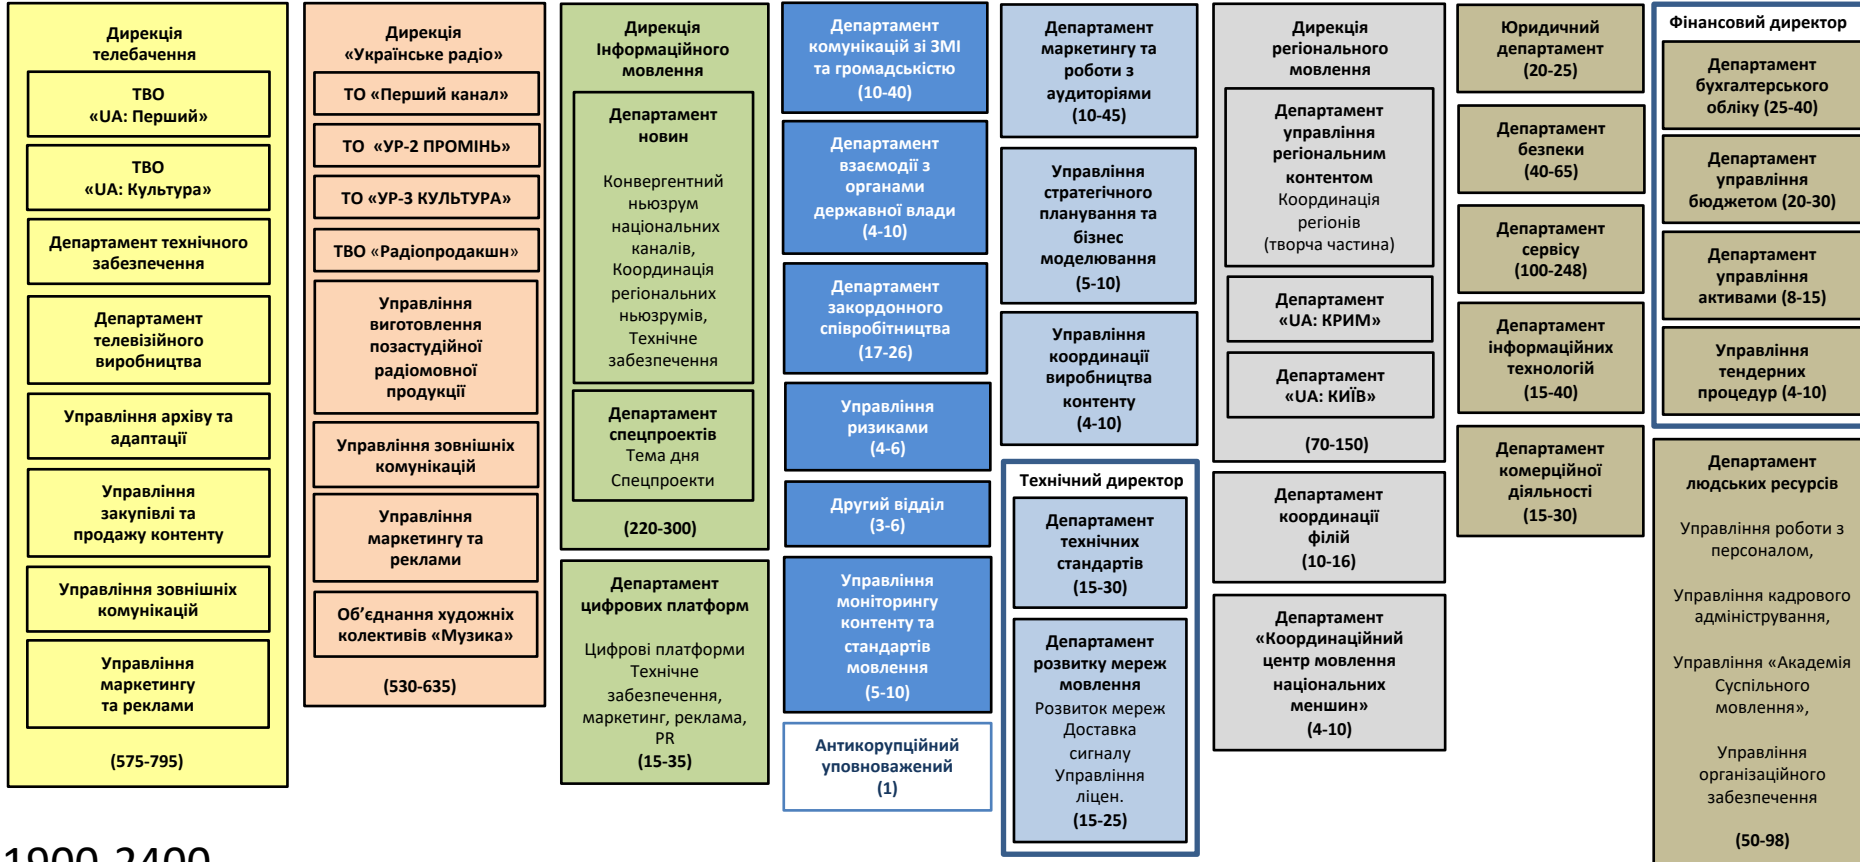 Дирекція
телебачення
ТВО
«UA: Перший»
ТВО
«UA: Культура»
Департамент технічного
забезпечення
Департамент
телевізійного
виробництва
Управління архіву та
адаптації
Управління
закупівлі та
продажу контенту
Управління зовнішніх
комунікацій
Управління
маркетингу
та реклами
(575-795)
Дирекція
«Українське радіо»
ТО «Перший канал»
ТО «УР-2 ПРОМІНЬ»
ТО «УР-3 КУЛЬТУРА»
ТВО «Радіопродакшн»
Управління
виготовлення
позастудійної
радіомовної
продукції
Управління зовнішніх
комунікацій
Управління
маркетингу та
реклами
Об’єднання художніх
колективів «Музика»
(530-635)
Дирекція
Інформаційного
мовлення
Департамент
новин
Конвергентний
ньюзрум
національних
каналів,
Координація
регіональних
ньюзрумів,
Технічне
забезпечення
Департамент
спецпроектів
Тема дня
Спецпроекти
(220-300)
Департамент
цифрових платформ
Цифрові платформи
Технічне
забезпечення,
маркетинг, реклама,
PR
(15-35)
Департамент
комунікацій зі ЗМІ
та громадськістю
(10-40)
Департамент
взаємодії з
органами
державної влади
(4-10)
Департамент
закордонного
співробітництва
(17-26)
Управління
ризиками
(4-6)
Другий відділ
(3-6)
Управління
моніторингу
контенту та
стандартів
мовлення
(5-10)
Антикорупційний
уповноважений
(1)
Департамент
маркетингу та
роботи з
аудиторіями
(10-45)
Управління
стратегічного
планування та
бізнес
моделювання
(5-10)
Управління
координації
виробництва
контенту
(4-10)
Технічний директор
Департамент
технічних
стандартів
(15-30)
Департамент
розвитку мереж
мовлення
Розвиток мереж
Доставка
сигналу
Управління
ліцен.
(15-25)
Дирекція
регіонального
мовлення
Департамент
управління
регіональним
контентом
Координація
регіонів
(творча частина)
Департамент
«UA: КРИМ»
Департамент
«UA: КИЇВ»
(70-150)
Департамент
координації
філій
(10-16)
Департамент
«Координаційний
центр мовлення
національних
меншин»
(4-10)
Юридичний
департамент
(20-25)
Департамент
безпеки
(40-65)
Департамент
сервісу
(100-248)
Департамент
інформаційних
технологій
(15-40)
Департамент
комерційної
діяльності
(15-30)
Фінансовий директор
Департамент
бухгалтерського
обліку (25-40)
Департамент
управління
бюджетом (20-30)
Департамент
управління
активами (8-15)
Управління
тендерних
процедур (4-10)
Департамент
людських ресурсів
Управління роботи з
персоналом,
Управління кадрового
адміністрування,
Управління «Академія
Суспільного
мовлення»,
Управління
організаційного
забезпечення
(50-98)
1900-2400